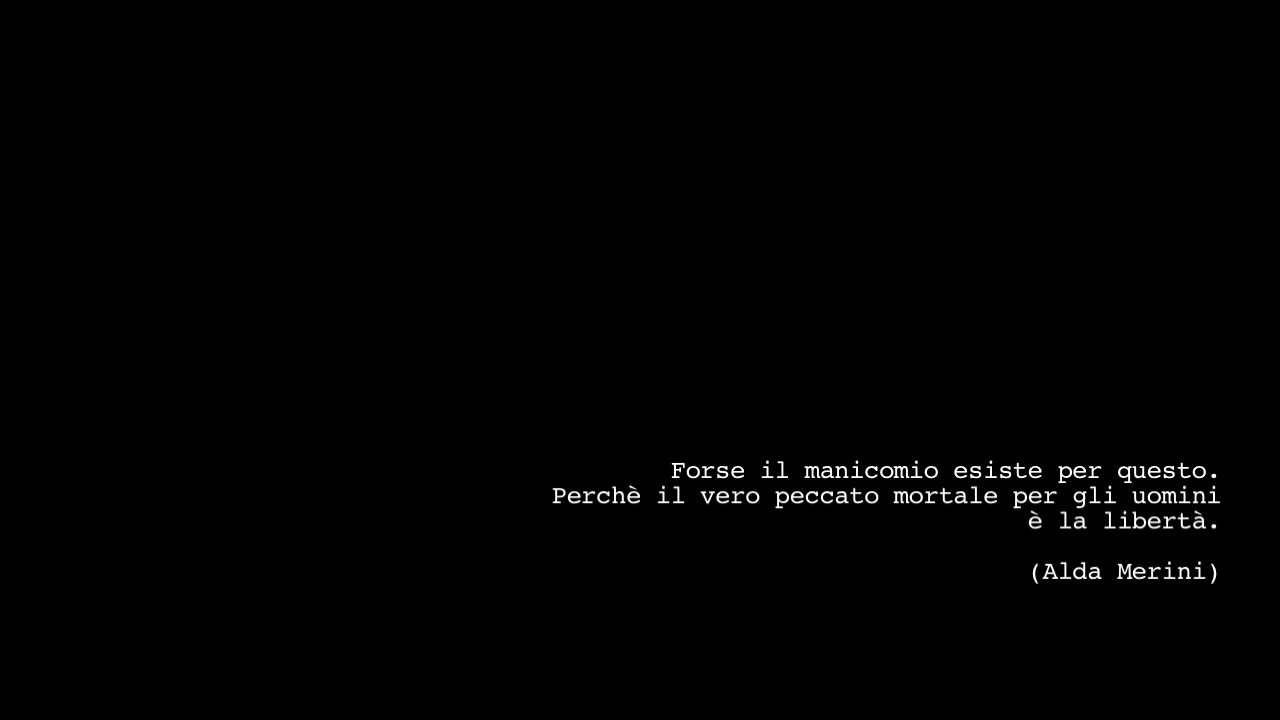 Forse il manicomio esiste per questo.
Perchè il vero peccato mortale per gli uomini
è la libertà.
(Alda Merini)